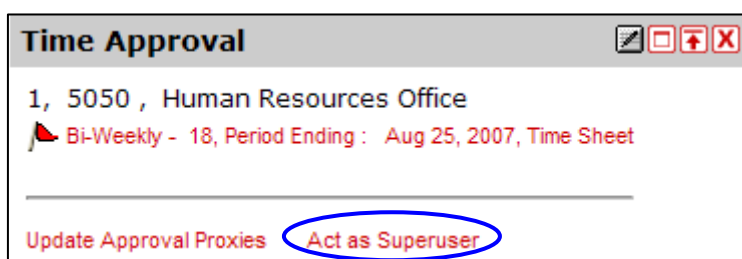 Time Approval
1, 5050 , Human Resources Office
Bi-Weekly - 18, Period Ending : Aug 25, 2007, Time Sheet
Update Approval Proxies Act as Superuser